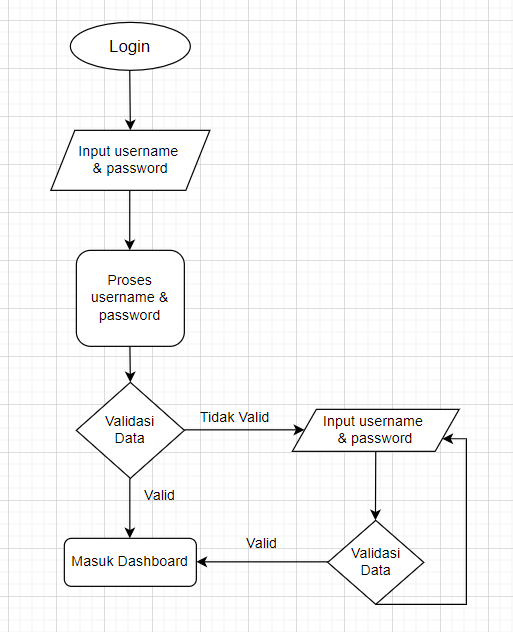 Login
Input username
& password
Proses
username &
password
Validasi
Data
Tidak Valid
Input username
& password
Valid
Masuk Dashboard
Valid
Validasi
Data